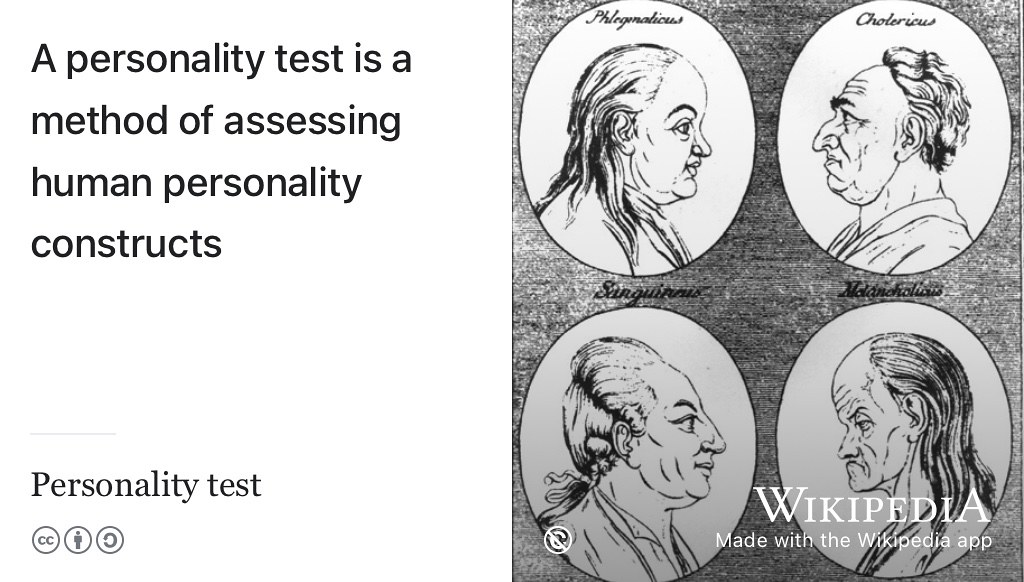 A personality test is a
method of assessing
human personality
constructs
Personality test
cc
Phlegmaticus
Cholericus
Sanguineus
Melancholicus
WIKIPEDIA
Made with the Wikipedia app